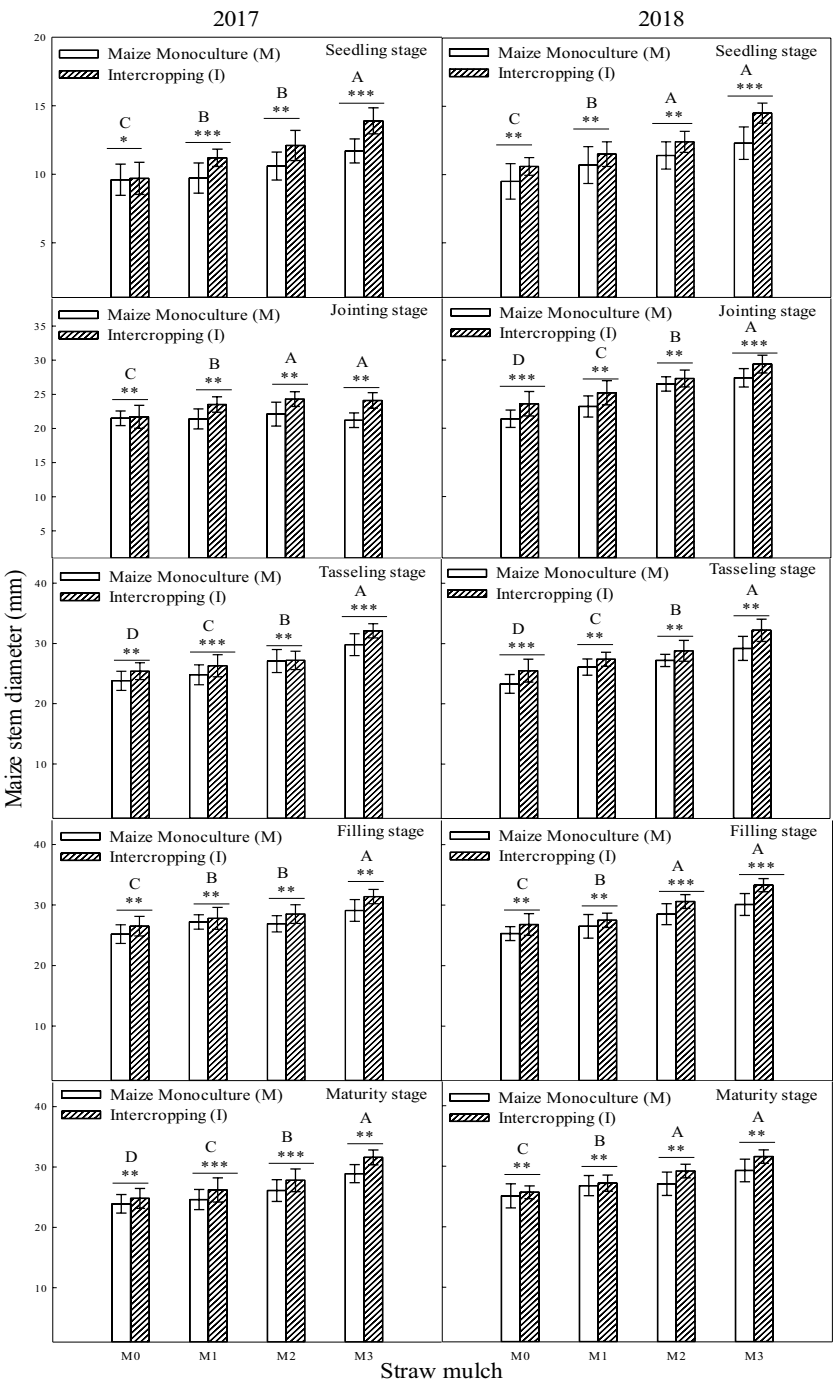 2017
2018
20
Maize Monoculture (M)
Seedling stage
Intercropping (I)
A
***
B
**
B
***
C
*
15
10
5
Maize Monoculture (M)
Seedling stage
Intercropping (I)
A
***
A
**
B
**
C
**
Maize Monoculture (M)
Jointing stage
Intercropping (I)
35
30
25
20
15
10
5
C
**
B
**
A
**
A
**
Maize Monoculture (M)
Jointing stage
Intercropping (I)
D
***
C
**
B
**
A
***
Maize stem diameter (mm)
Maize Monoculture (M)
Tasseling stage
Intercropping (I)
40
30
20
10
D
**
C
***
B
**
A
***
Maize Monoculture (M)
Tasseling stage
Intercropping (I)
D
***
C
**
B
**
A
**
Maize Monoculture (M)
Filling stage
Intercropping (I)
40
30
20
10
C
**
B
**
B
**
A
**
Maize Monoculture (M)
Filling stage
Intercropping (I)
C
**
B
**
A
***
A
***
Maize Monoculture (M)
Maturity stage
Intercropping (I)
40
30
20
10
D
**
C
***
B
***
A
**
Maize Monoculture (M)
Maturity stage
Intercropping (I)
C
**
B
**
A
**
A
**
M0 M1 M2 M3
M0 M1 M2 M3
Straw mulch